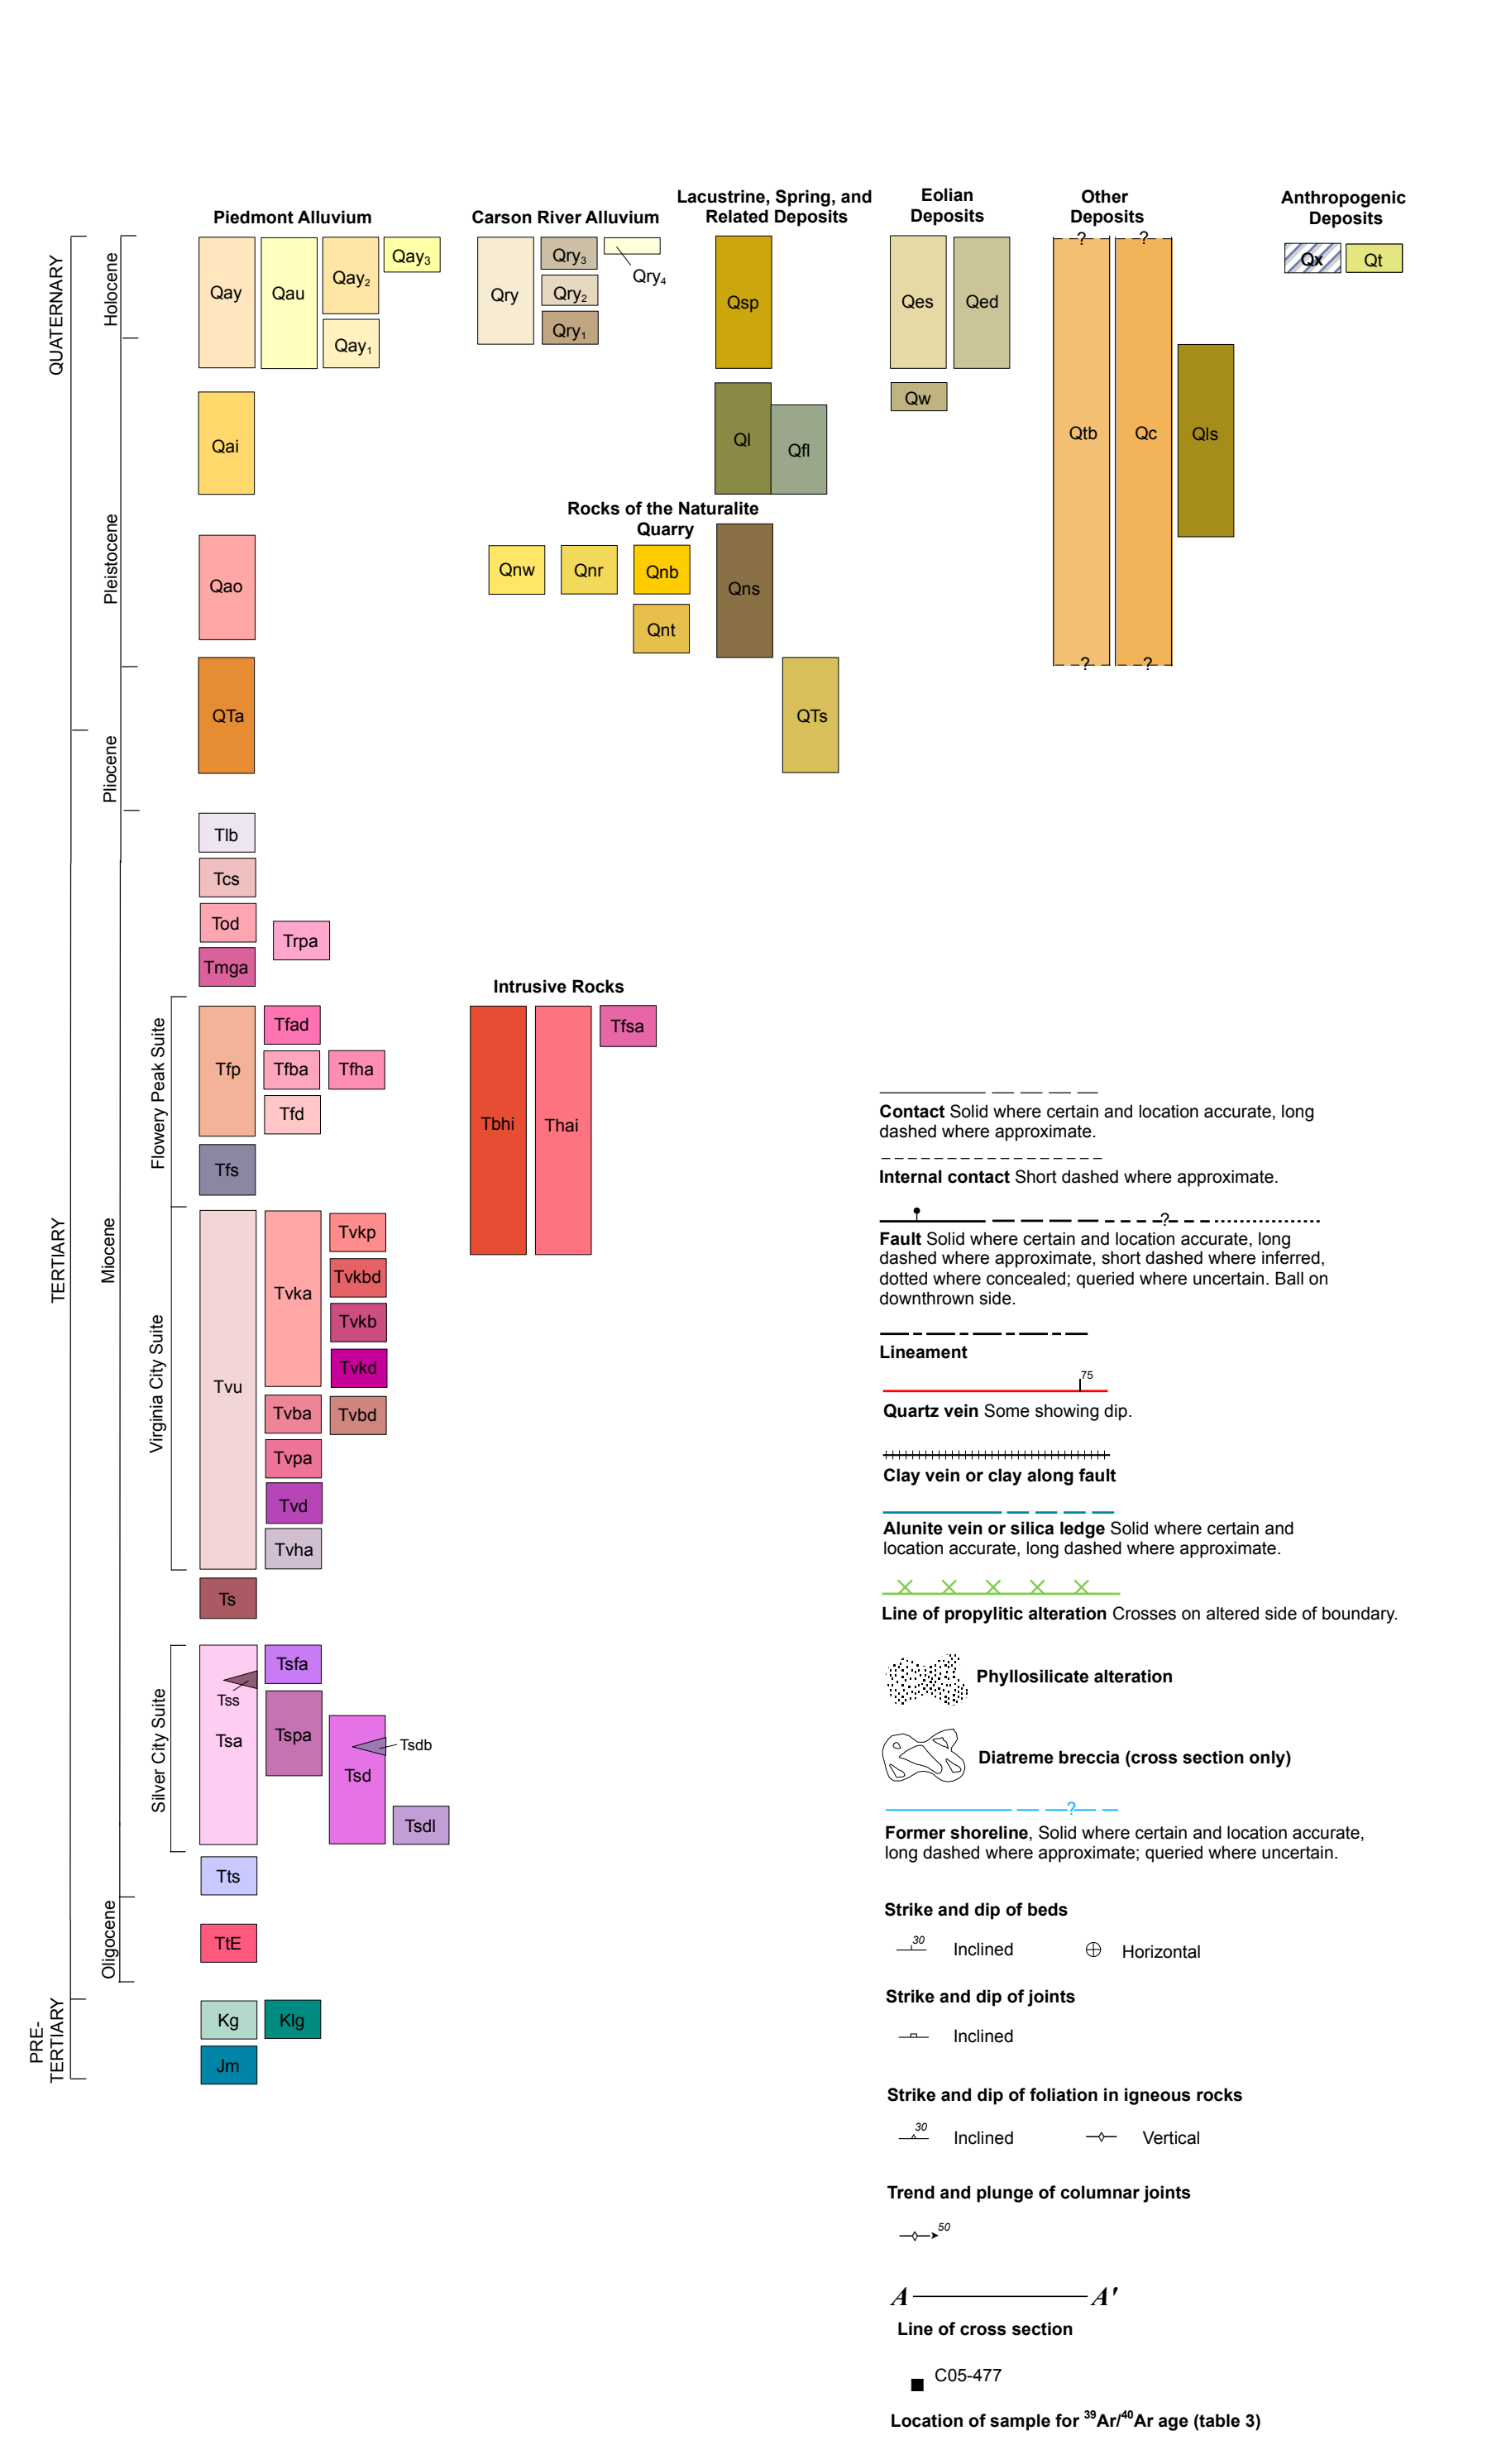 Piedmont Alluvium
Carson River Alluvium
Lacustrine, Spring, and
Related Deposits
Eolian
Deposits
Other
Deposits
Anthropogenic
Deposits
QUATERNARY
Holocene
Pleistocene
Pliocene
Qay
Qau
Qay2
Qay3
Qay1
Qry
Qry3
Qry2
Qry1
Qry4
Qsp
Qes
Qed
Qw
?
?
Qtb
Qc
?
?
Qls
Qx
Qt
Qai
Ql
Qfl
Rocks of the Naturalite
Quarry
Qao
Qnw
Qnr
Qnb
Qnt
Qns
QTa
QTs
TERTIARY
Miocene
Tlb
Tcs
Tod
Trpa
Tmga
Flowery Peak Suite
Tfp
Tfad
Tfba
Tfha
Tfd
Tfs
Intrusive Rocks
Tbhi
Thai
Tfsa
Virginia City Suite
Tvu
Tvka
Tvkp
Tvkbd
Tvkb
Tvkd
Tvba
Tvbd
Tvpa
Tvd
Tvha
Ts
Silver City Suite
Tss
Tsa
Tsfa
Tspa
Tsd
Tsdb
Tsdl
Tts
Oligocene
TtE
PRE-
TERTIARY
Kg
Klg
Jm
Contact Solid where certain and location accurate, long
dashed where approximate.
Internal contact Short dashed where approximate.
?
Fault Solid where certain and location accurate, long
dashed where approximate, short dashed where inferred,
dotted where concealed; queried where uncertain. Ball on
downthrown side.
Lineament
75
Quartz vein Some showing dip.
Clay vein or clay along fault
Alunite vein or silica ledge Solid where certain and
location accurate, long dashed where approximate.
Line of propylitic alteration Crosses on altered side of boundary.
Phyllosilicate alteration
Diatreme breccia (cross section only)
?
Former shoreline, Solid where certain and location accurate,
long dashed where approximate; queried where uncertain.
Strike and dip of beds
30 Inclined Horizontal
Strike and dip of joints
Inclined
Strike and dip of foliation in igneous rocks
30 Inclined Vertical
Trend and plunge of columnar joints
50
A A'
Line of cross section
C05-477
Location of sample for 39Ar/40Ar age (table 3)